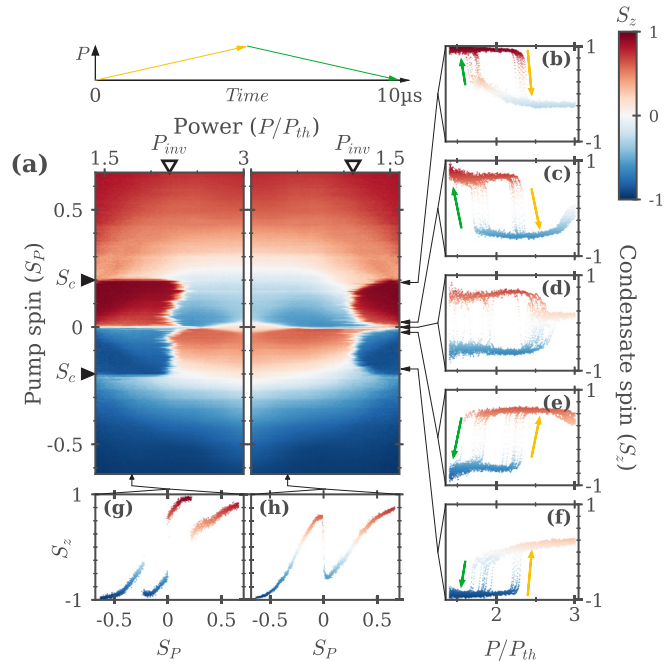 P
0
Time
10µs
Power (P/P_th)
S_z
1
-1
(a)
1.5
P_inv
3
P_inv
1.5
Pump spin (S_P)
0.5
S_c
0
S_c
-0.5
(b)
1
-1
(c)
1
-1
(d)
1
-1
(e)
1
-1
(f)
1
-1
2
3
P/P_th
Condensate spin (S_z)
(g)
S_z
1
-1
-0.5
0
0.5
S_P
(h)
-0.5
0
0.5
S_P